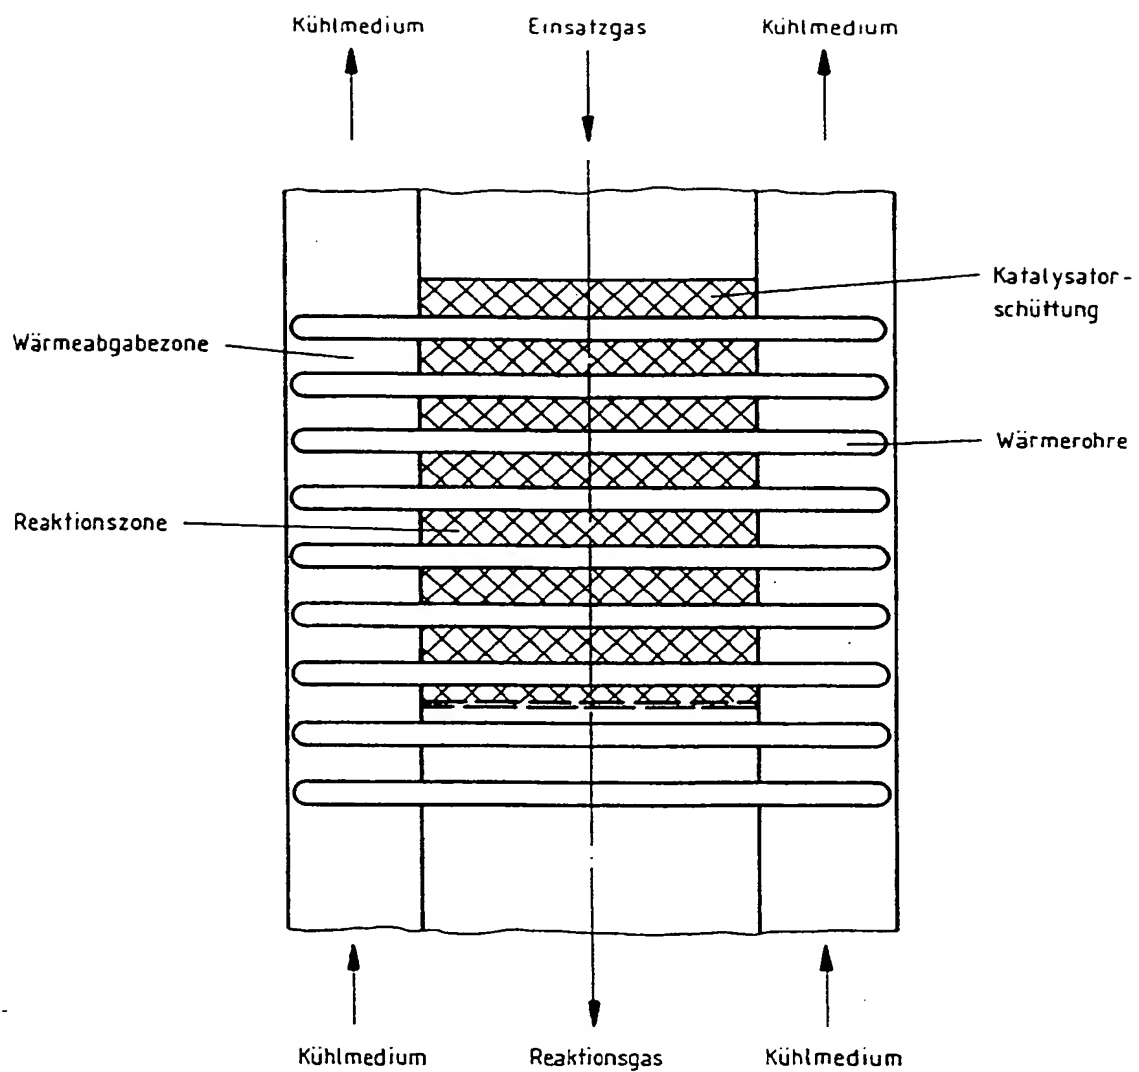 Kühlmedium
Einsatzgas
Kühlmedium
Katalysator-
schüttung
Wärmeabgabezone
Wärmerohre
Reaktionszone
Kühlmedium
Reaktionsgas
Kühlmedium